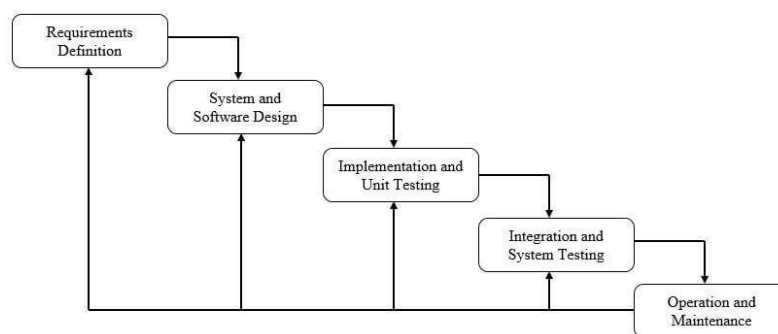 Requirements
Definition
System and
Software Design
Implementation and
Unit Testing
Integration and
System Testing
Operation and
Maintenance